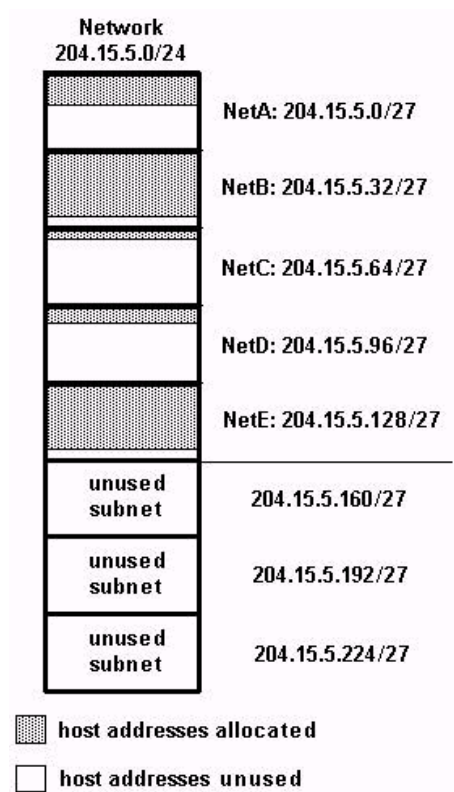 Network
204.15.5.0/24
NetA: 204.15.5.0/27
NetB: 204.15.5.32/27
NetC: 204.15.5.64/27
NetD: 204.15.5.96/27
NetE: 204.15.5.128/27
unused
subnet
204.15.5.160/27
unused
subnet
204.15.5.192/27
unused
subnet
204.15.5.224/27
host addresses allocated
host addresses unused